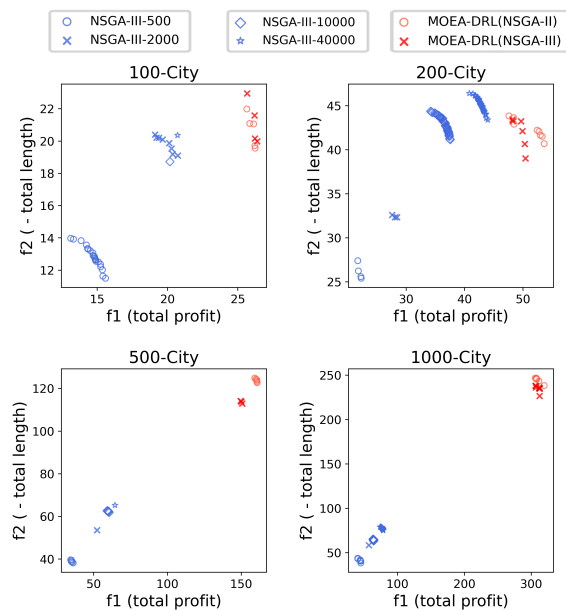 NSGA-III-500
NSGA-III-2000
NSGA-III-10000
NSGA-III-40000
MOEA-DRL(NSGA-II)
MOEA-DRL(NSGA-III)
100-City
f2 ( - total length)
22
20
18
16
14
12
15
20
25
f1 (total profit)
200-City
f2 ( - total length)
45
40
35
30
25
30
40
50
f1 (total profit)
500-City
f2 ( - total length)
120
100
80
60
40
50
100
150
f1 (total profit)
1000-City
f2 ( - total length)
250
200
150
100
50
100
200
300
f1 (total profit)